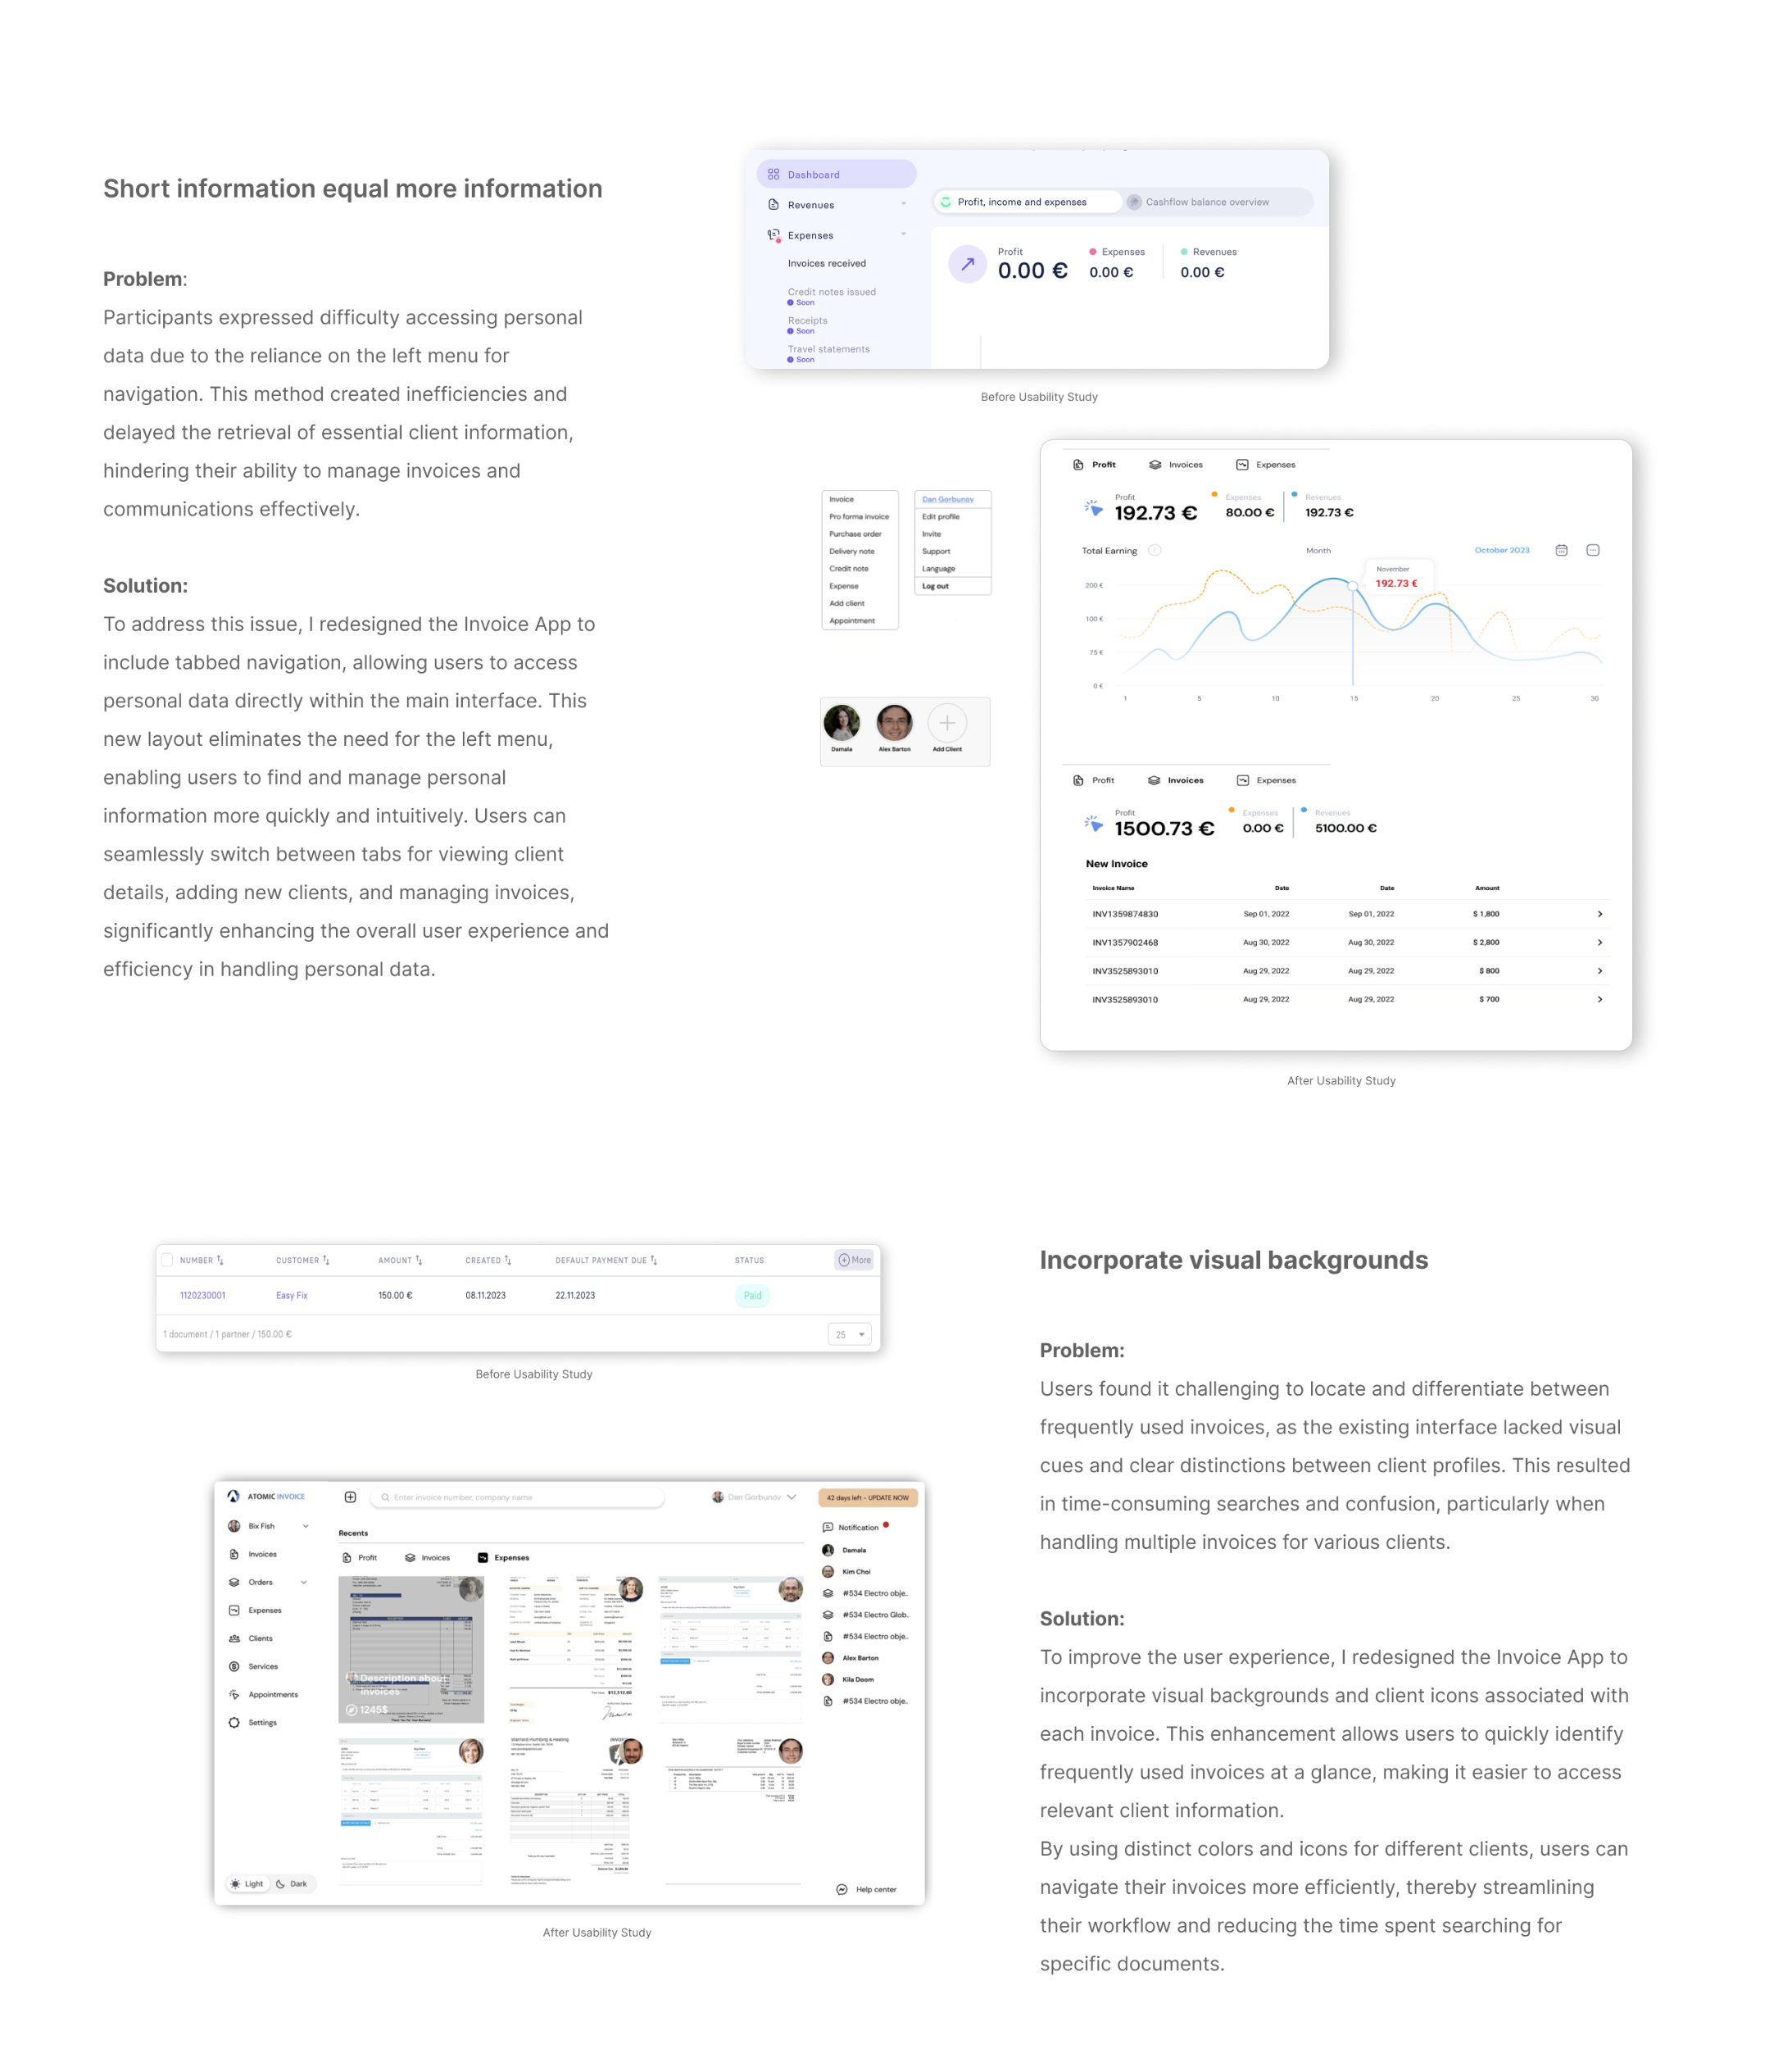 Short information equal more information
Problem:
Participants expressed difficulty accessing personal
data due to the reliance on the left menu for
navigation. This method created inefficiencies and
delayed the retrieval of essential client information,
hindering their ability to manage invoices and
communications effectively.
Solution:
To address this issue, I redesigned the Invoice App to
include tabbed navigation, allowing users to access
personal data directly within the main interface. This
new layout eliminates the need for the left menu,
enabling users to find and manage personal
information more quickly and intuitively. Users can
seamlessly switch between tabs for viewing client
details, adding new clients, and managing invoices,
significantly enhancing the overall user experience and
efficiency in handling personal data.
Dashboard
Revenues
Expenses
Invoices received
Credit notes issued
Soon
Receipts
Soon
Travel statements
Soon
Profit, income and expenses
Cashflow balance overview
Profit
0.00 €
Expenses
0.00 €
Revenues
0.00 €
Before Usability Study
Invoice
Pro forma invoice
Purchase order
Delivery note
Credit note
Expense
Add client
Appointment
Dan Gorbunov
Edit profile
Invite
Support
Language
Log out
Damala
Alex Barton
Add Client
Profit
Invoices
Expenses
Profit
192.73 €
Expenses
80.00 €
Revenues
192.73 €
Total Earning
?
Month
October 2023
November
192.73 €
200 €
100 €
75 €
0 €
1 5 10 15 20 25 30
Profit
Invoices
Expenses
Profit
1500.73 €
Expenses
0.00 €
Revenues
5100.00 €
New Invoice
Invoice Name Date Date Amount
INV1359874830 Sep 01, 2022 Sep 01, 2022 $ 1,800
INV1357902468 Aug 30, 2022 Aug 30, 2022 $ 2,800
INV3525893010 Aug 29, 2022 Aug 29, 2022 $ 800
INV3525893010 Aug 29, 2022 Aug 29, 2022 $ 700
After Usability Study
NUMBER CUSTOMER AMOUNT CREATED DEFAULT PAYMENT DUE STATUS More
1120230001 Easy Fix 150.00 € 08.11.2023 22.11.2023 Paid
1 document / 1 partner / 150.00 €
25
Before Usability Study
ATOMIC INVOICE
Enter invoice number, company name
Dan Gorbunov
42 days left - UPDATE NOW
Bix Fish
Invoices
Orders
Expenses
Clients
Services
Appointments
Settings
Light
Dark
Recents
Profit
Invoices
Expenses
Description about
invoices
1245$
$12,312.00
Stanford Plumbing & Heating
Notification
Damala
Kim Choi
#534 Electro obje..
#534 Electro Glob..
#534 Electro obje..
Alex Barton
Kila Doom
#534 Electro obje..
Help center
After Usability Study
Incorporate visual backgrounds
Problem:
Users found it challenging to locate and differentiate between
frequently used invoices, as the existing interface lacked visual
cues and clear distinctions between client profiles. This resulted
in time-consuming searches and confusion, particularly when
handling multiple invoices for various clients.
Solution:
To improve the user experience, I redesigned the Invoice App to
incorporate visual backgrounds and client icons associated with
each invoice. This enhancement allows users to quickly identify
frequently used invoices at a glance, making it easier to access
relevant client information.
By using distinct colors and icons for different clients, users can
navigate their invoices more efficiently, thereby streamlining
their workflow and reducing the time spent searching for
specific documents.